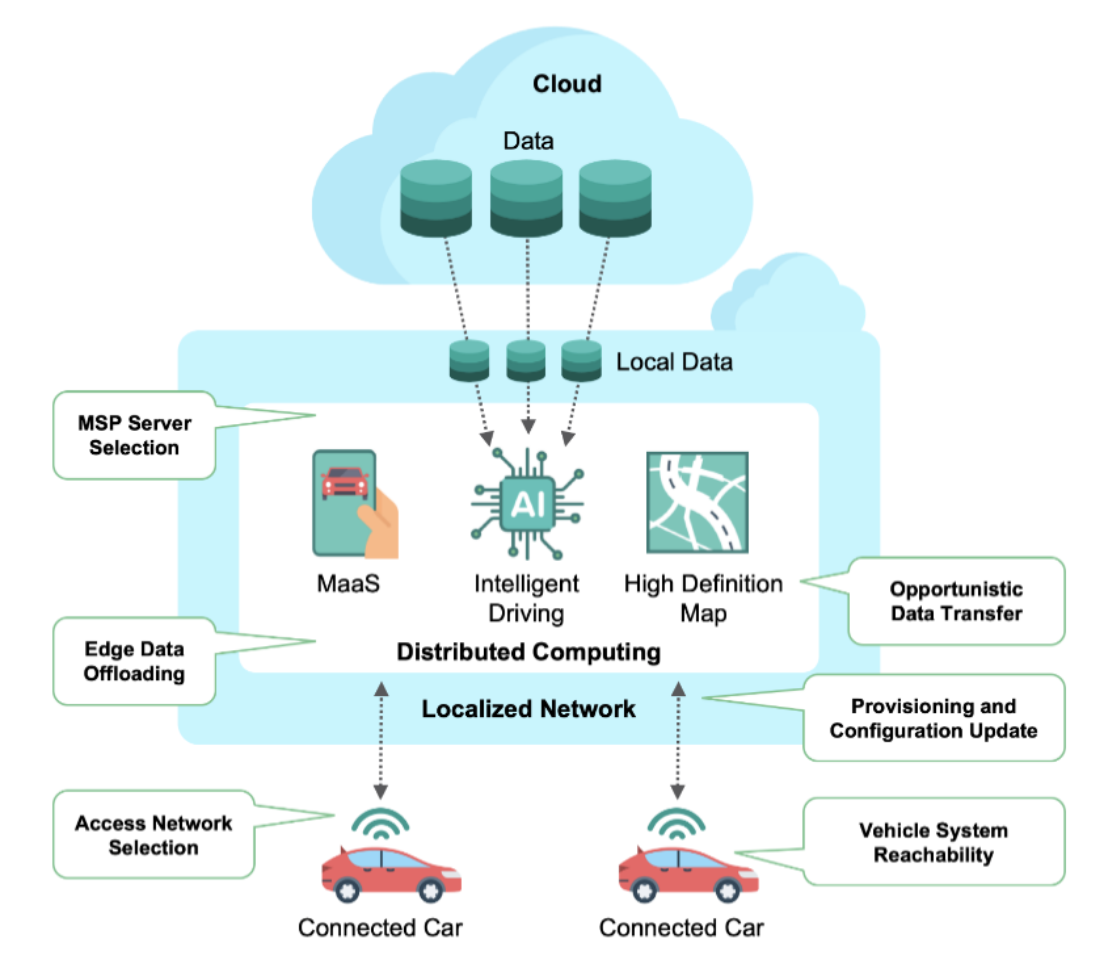 Cloud
Data
Local Data
MSP Server
Selection
AI
MaaS
Intelligent
Driving
High Definition
Map
Opportunistic
Data Transfer
Edge Data
Offloading
Distributed Computing
Localized Network
Provisioning and
Configuration Update
Access Network
Selection
Vehicle System
Reachability
Connected Car
Connected Car